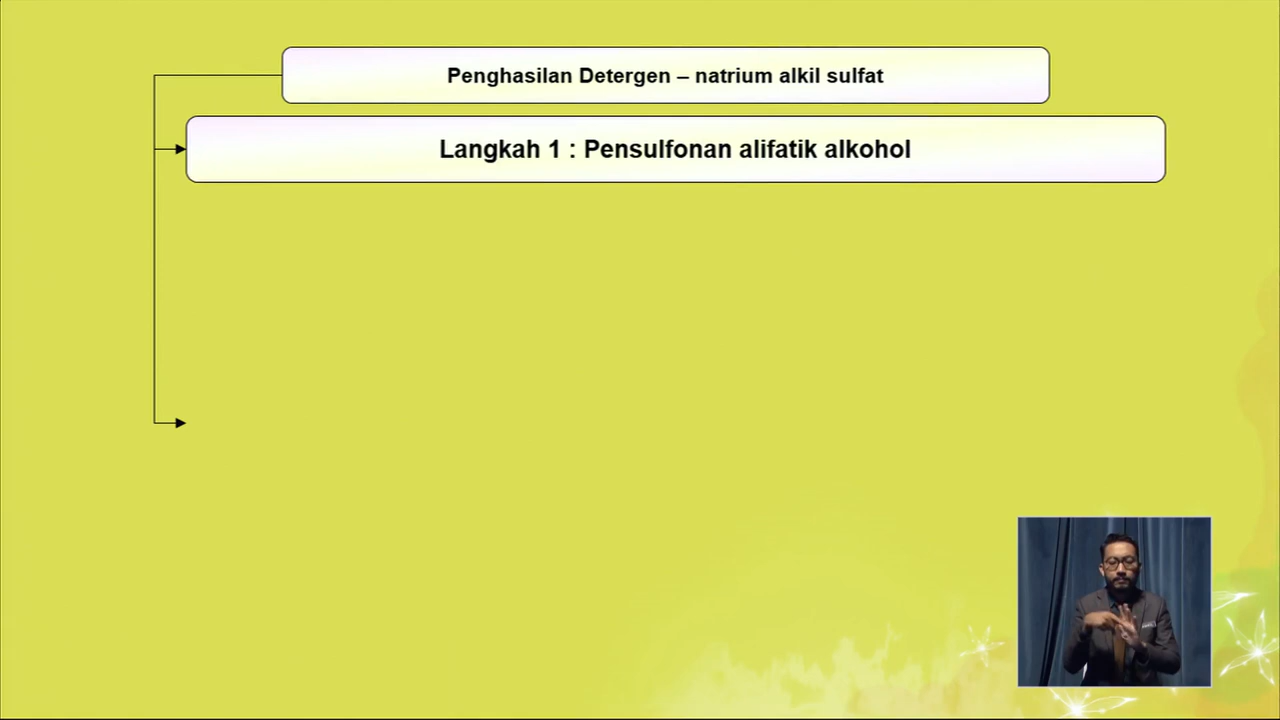 Penghasilan Detergen – natrium alkil sulfat
Langkah 1 : Pensulfonan alifatik alkohol